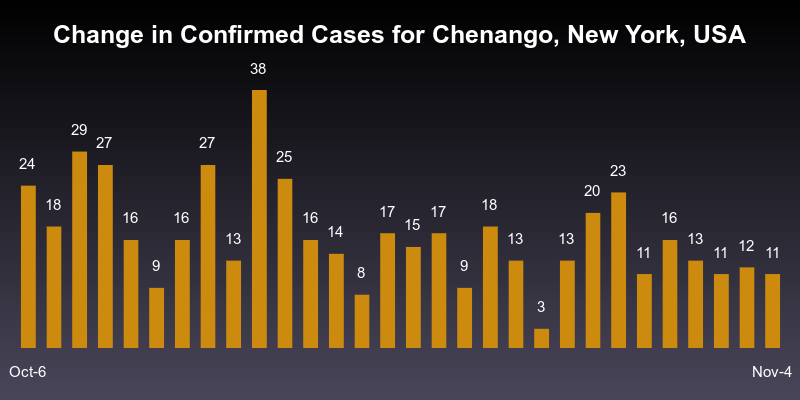 Change in Confirmed Cases for Chenango, New York, USA
24 18 29 27 16 9 16 27 13 38 25 16 14 8 17 15 17 9 18 13 3 13 20 23 11 16 13 11 12 11
Oct-6 Nov-4